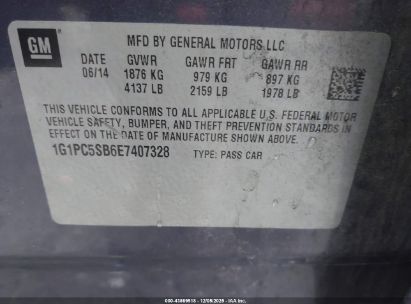 GM
MFD BY GENERAL MOTORS LLC
DATE GVWR GAWR FRT GAWR RR
06/14 1876 KG 979 KG 897 KG
4137 LB 2159 LB 1978 LB
THIS VEHICLE CONFORMS TO ALL APPLICABLE U.S. FEDERAL MOTOR
VEHICLE SAFETY, BUMPER, AND THEFT PREVENTION STANDARDS IN
EFFECT ON THE DATE OF MANUFACTURE SHOWN ABOVE.
1G1PC5SB6E7407328 TYPE: PASS CAR